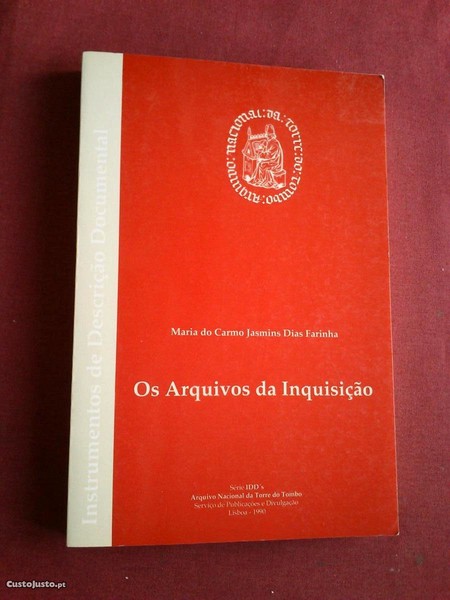 Instrumentos de Descrição Documental
ARQUIVO:NACIONAL:DA:TORRE:DO:TOMBO:
Maria do Carmo Jasmins Dias Farinha
Os Arquivos da Inquisição
Série IDD's
Arquivo Nacional da Torre do Tombo
Serviço de Publicações e Divulgação
Lisboa - 1990
CustoJusto.pt